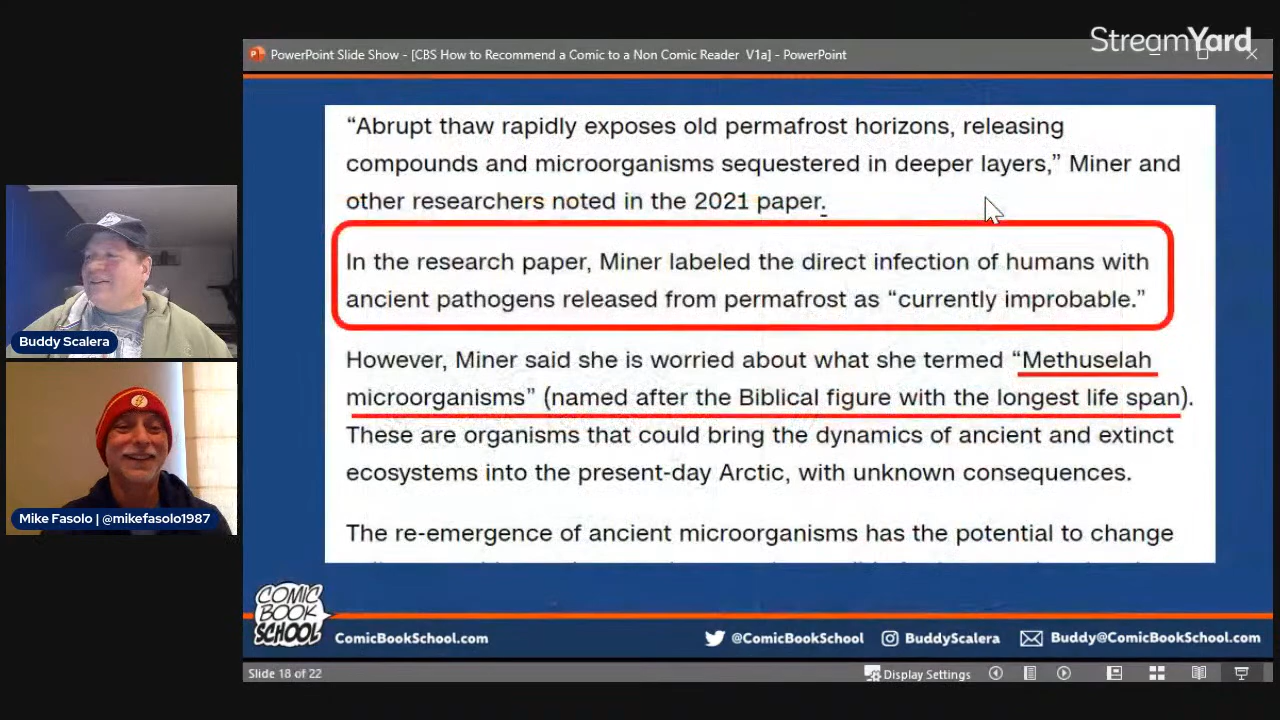 StreamYard
PowerPoint Slide Show - [CBS How to Recommend a Comic to a Non Comic Reader V1a] - PowerPoint
“Abrupt thaw rapidly exposes old permafrost horizons, releasing
compounds and microorganisms sequestered in deeper layers,” Miner and
other researchers noted in the 2021 paper.
In the research paper, Miner labeled the direct infection of humans with
ancient pathogens released from permafrost as “currently improbable.”
However, Miner said she is worried about what she termed “Methuselah
microorganisms” (named after the Biblical figure with the longest life span).
These are organisms that could bring the dynamics of ancient and extinct
ecosystems into the present-day Arctic, with unknown consequences.
The re-emergence of ancient microorganisms has the potential to change
Buddy Scalera
Mike Fasolo | @mikefasolo1987
COMIC
BOOK
SCHOOL
ComicBookSchool.com
@ComicBookSchool
BuddyScalera
Buddy@ComicBookSchool.com
Slide 18 of 22
Display Settings